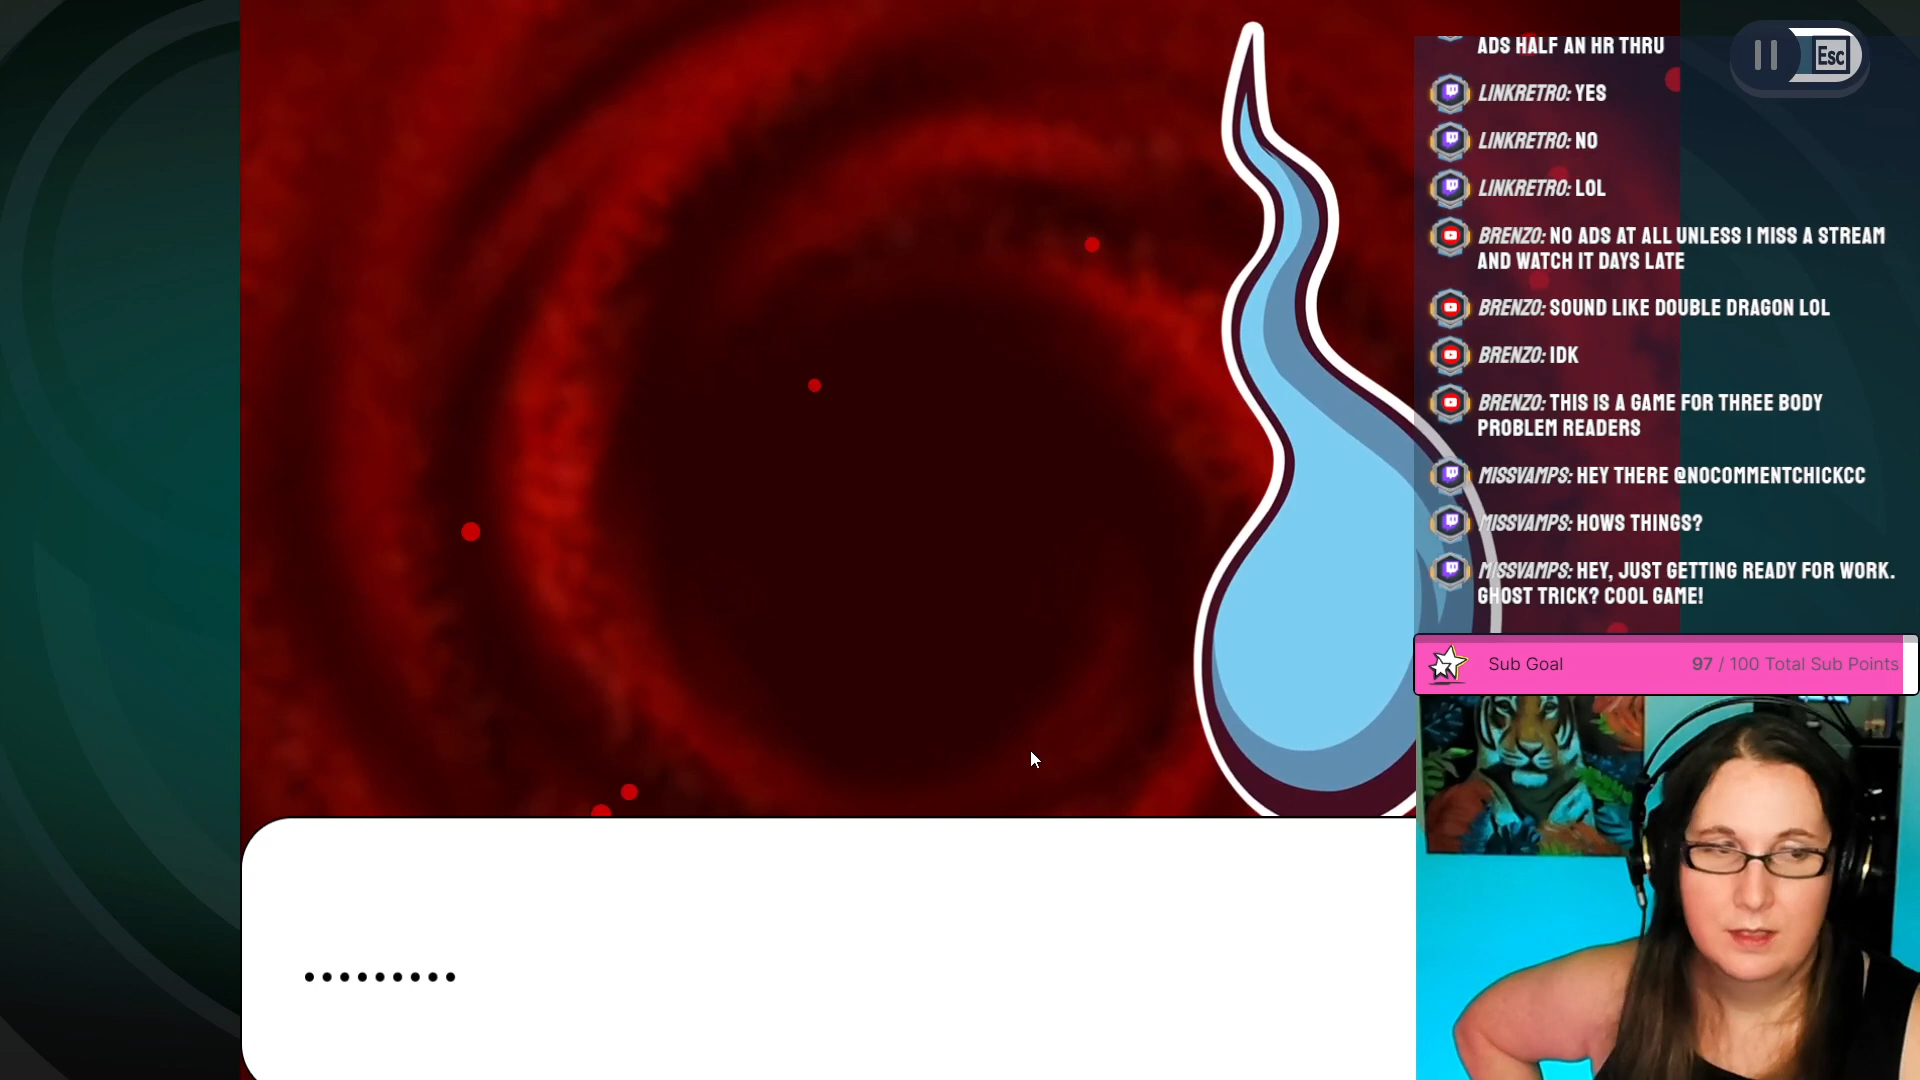 ADS HALF AN HR THRU
LINKRETRO: YES
LINKRETRO: NO
LINKRETRO: LOL
BRENZO: NO ADS AT ALL UNLESS I MISS A STREAM
AND WATCH IT DAYS LATE
BRENZO: SOUND LIKE DOUBLE DRAGON LOL
BRENZO: IDK
BRENZO: THIS IS A GAME FOR THREE BODY
PROBLEM READERS
MISSVAMPS: HEY THERE @NOCOMMENTCHICKCC
MISSVAMPS: HOWS THINGS?
MISSVAMPS: HEY, JUST GETTING READY FOR WORK.
GHOST TRICK? COOL GAME!
Esc
Sub Goal 97 / 100 Total Sub Points
.........